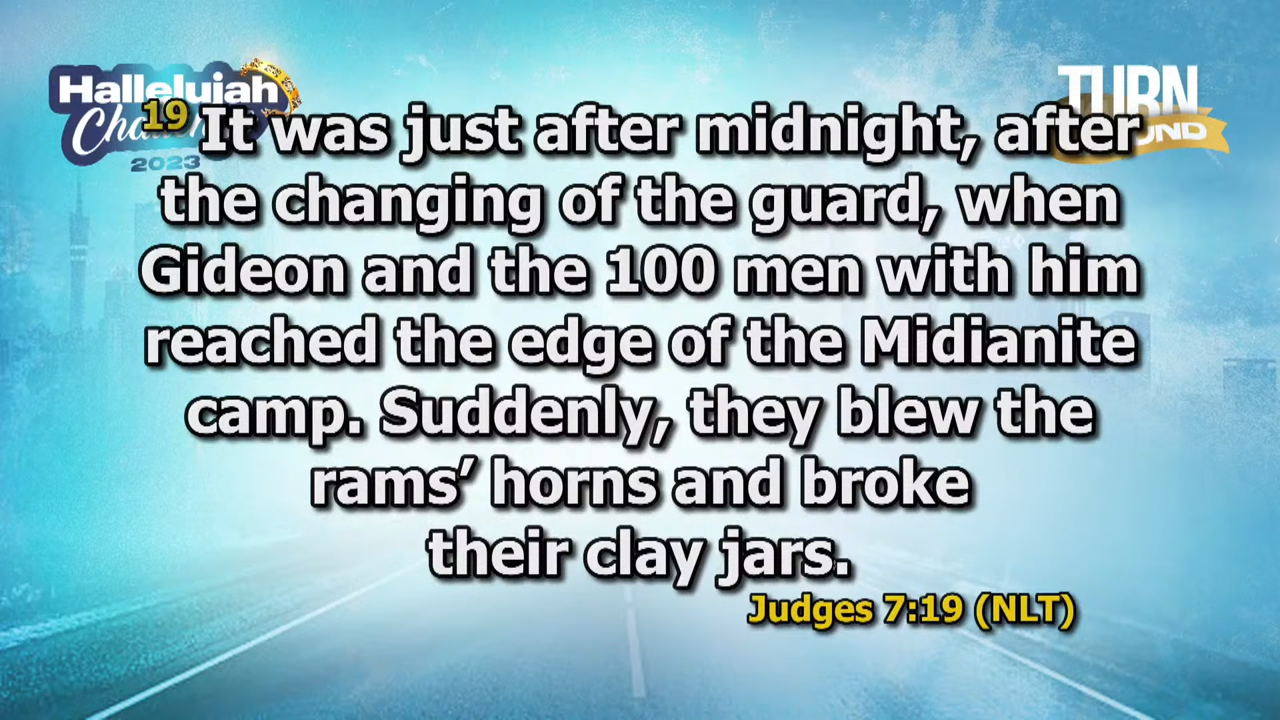 Halleluiah
2023
TURN
19 It was just after midnight, after
the changing of the guard, when
Gideon and the 100 men with him
reached the edge of the Midianite
camp. Suddenly, they blew the
rams’ horns and broke
their clay jars.
Judges 7:19 (NLT)